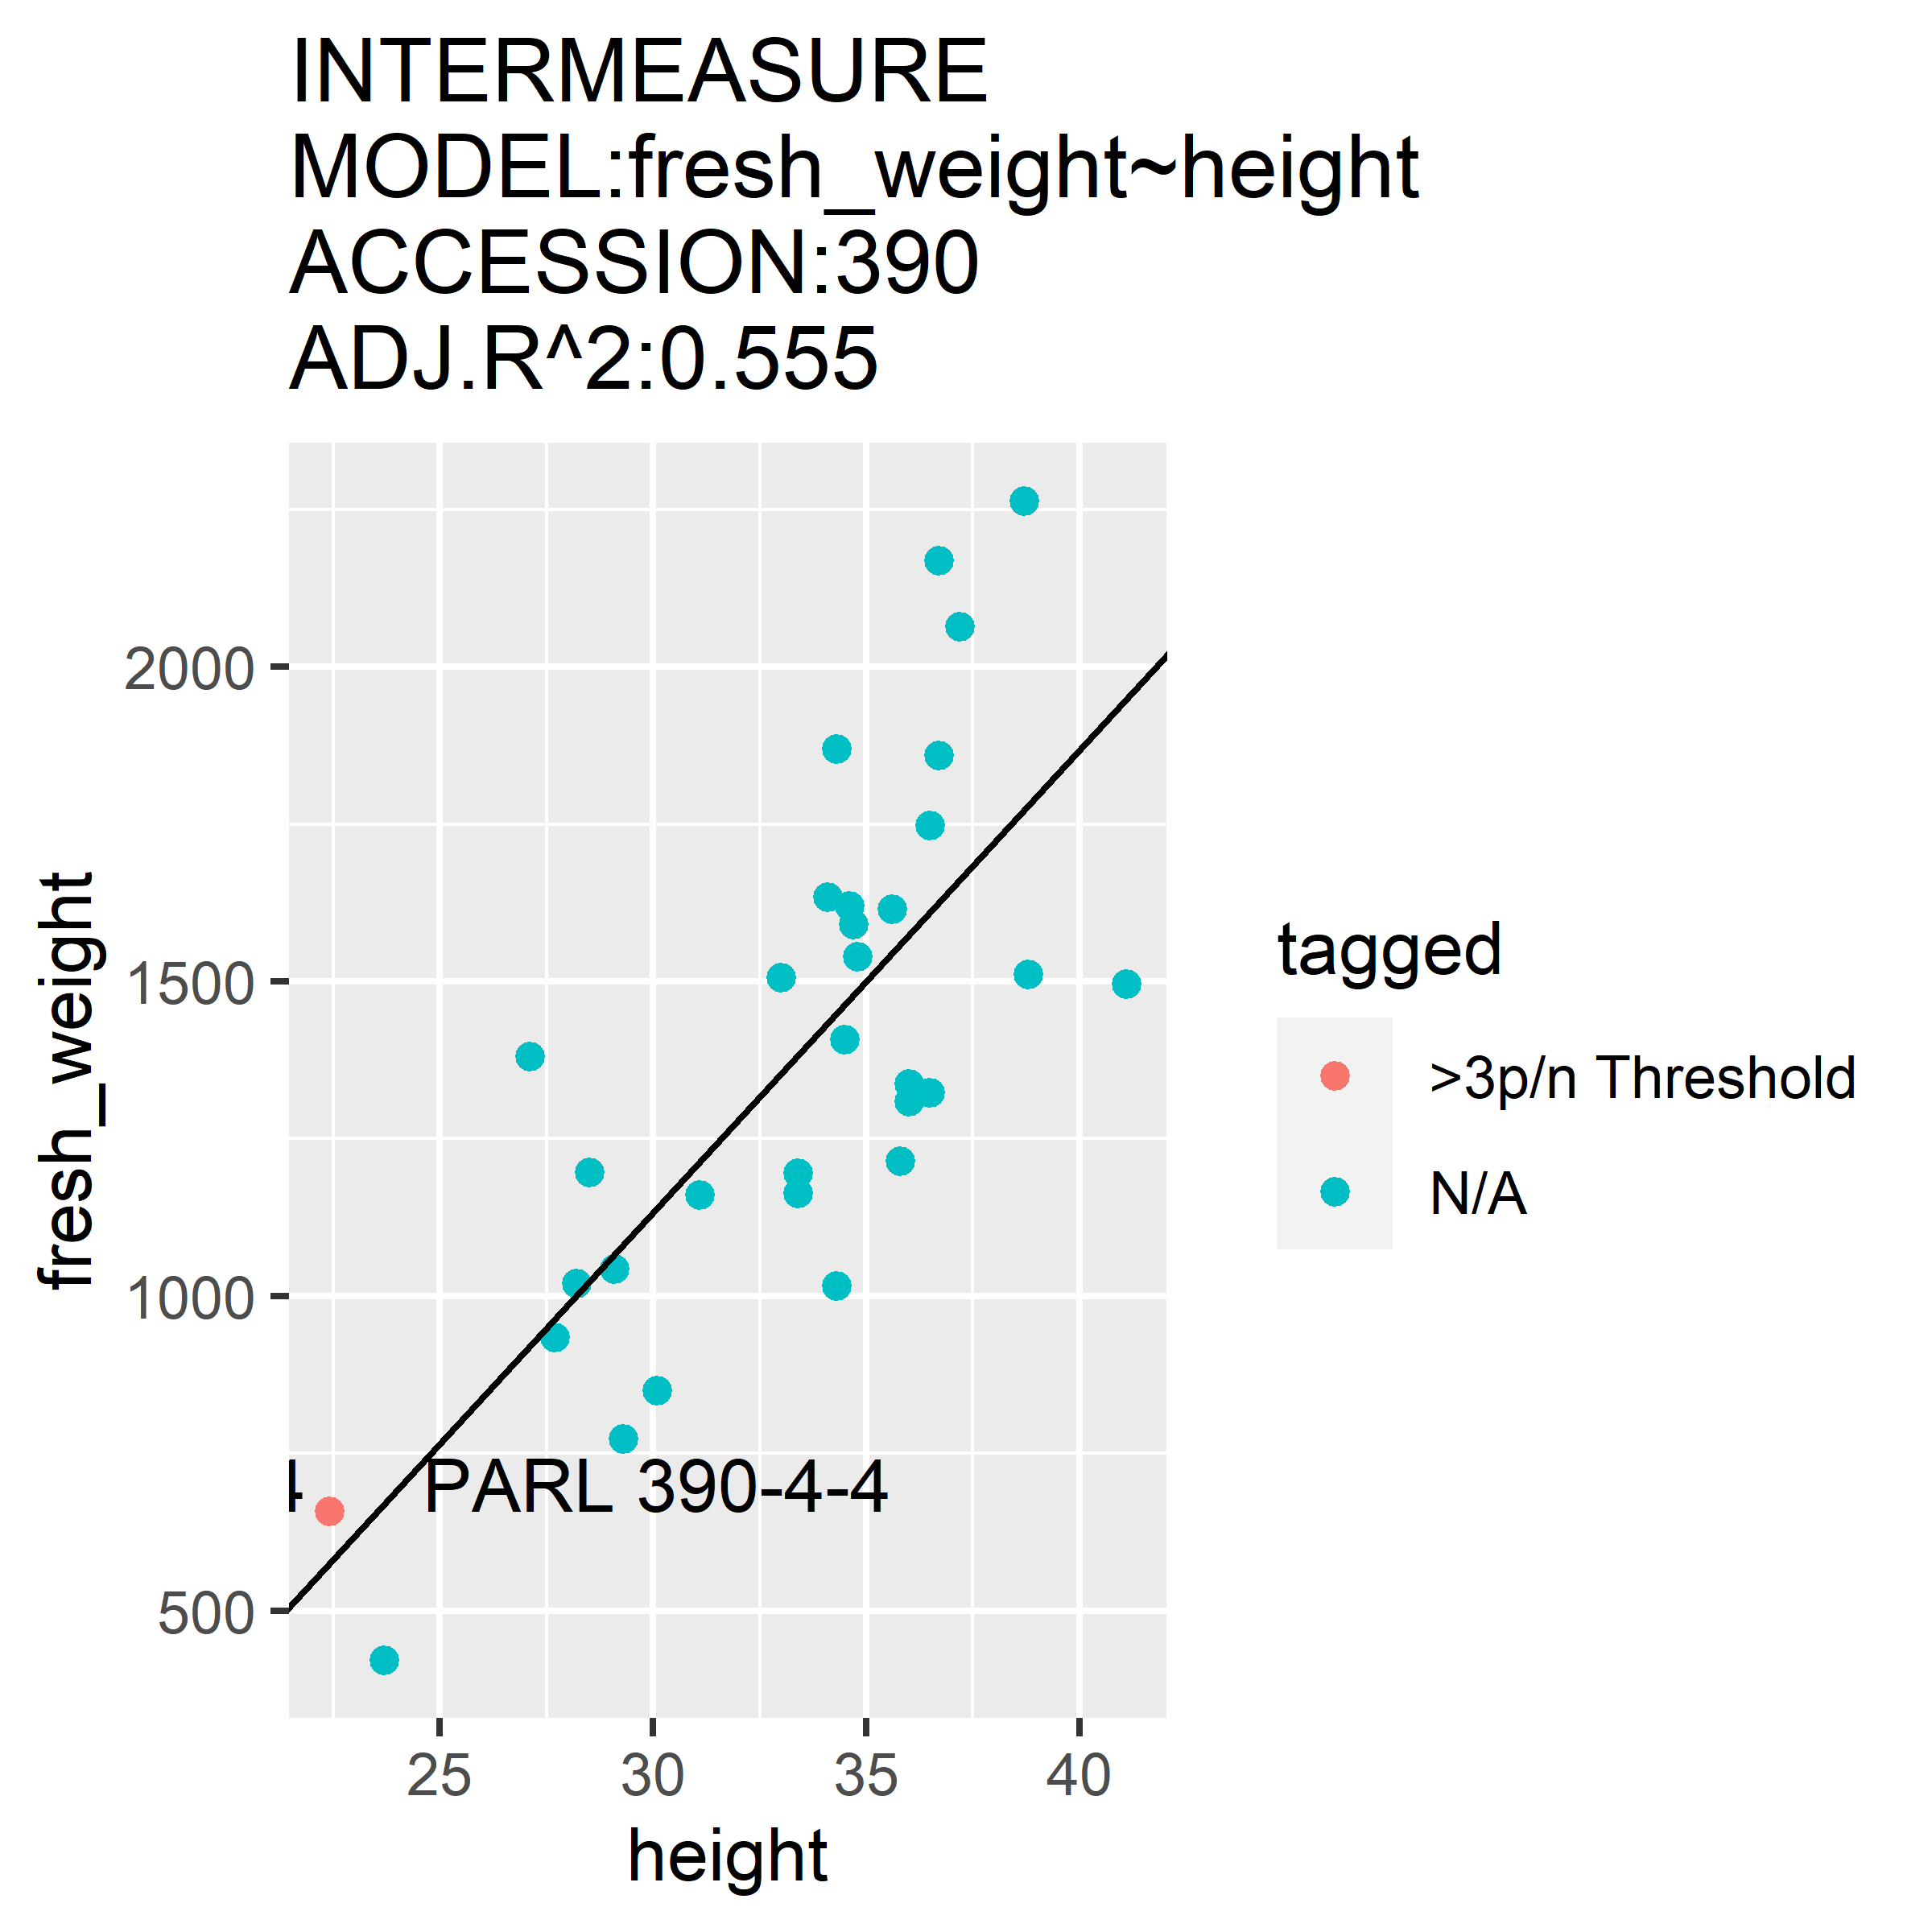 INTERMEASURE
MODEL:fresh_weight~height
ACCESSION:390
ADJ.R^2:0.555
fresh_weight
2000
1500
1000
500
4
PARL 390-4-4
25
30
35
40
height
tagged
>3p/n Threshold
N/A